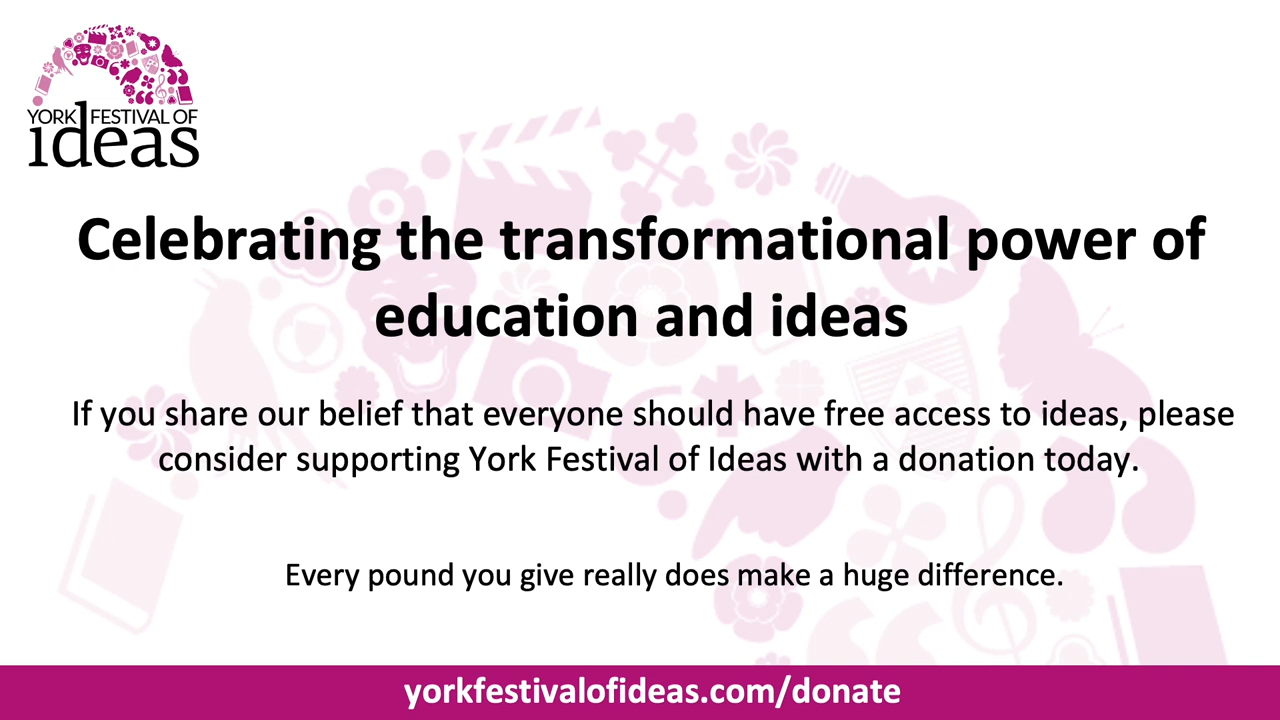 YORK FESTIVAL OF
ideas
Celebrating the transformational power of
education and ideas
If you share our belief that everyone should have free access to ideas, please
consider supporting York Festival of Ideas with a donation today.
Every pound you give really does make a huge difference.
yorkfestivalofideas.com/donate